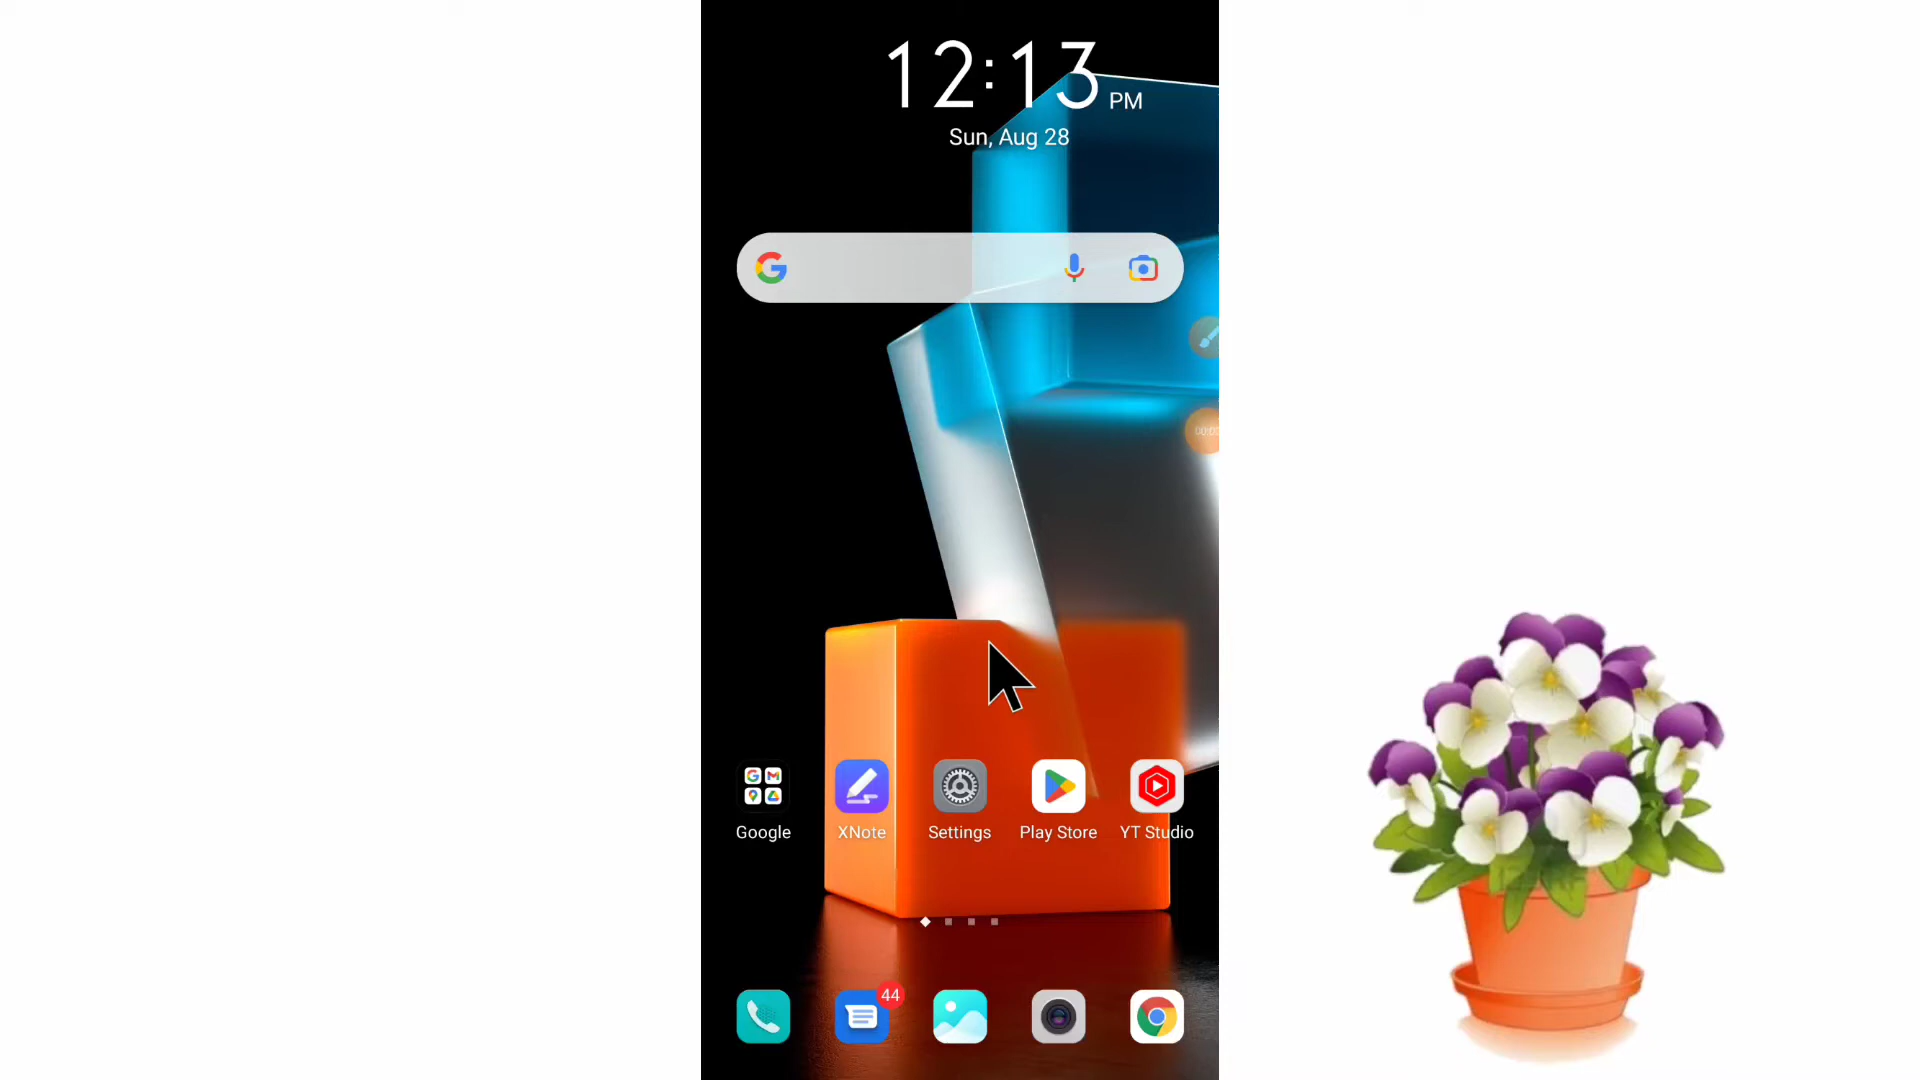 12:13 PM
Sun, Aug 28
Google
XNote
Settings
Play Store
YT Studio
44